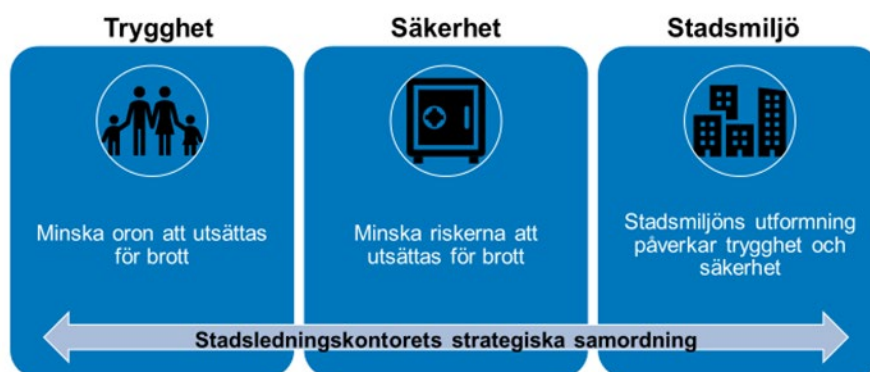 Trygghet
Säkerhet
Stadsmiljö
Minska oron att utsättas
för brott
Minska riskerna att
utsättas för brott
Stadsmiljöns utformning
påverkar trygghet och
säkerhet
Stadsledningskontorets strategiska samordning